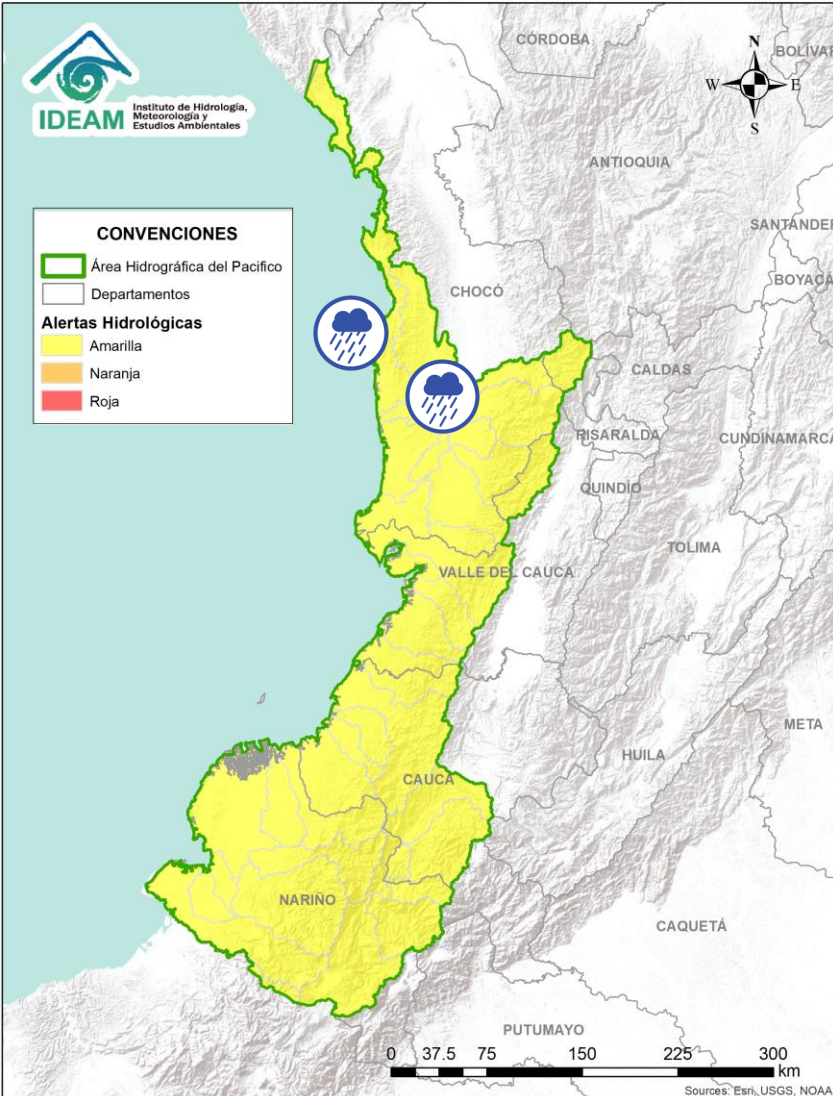 IDEAM
Instituto de Hidrología,
Meteorología y
Estudios Ambientales
CÓRDOBA
BOLÍVAR
N
W
E
S
ANTIOQUIA
SANTANDER
BOYACÁ
CONVENCIONES
Área Hidrográfica del Pacifico
Departamentos
Alertas Hidrológicas
Amarilla
Naranja
Roja
CHOCÓ
CALDAS
RISARALDA
CUNDINAMARCA
QUINDÍO
TOLIMA
VALLE DEL CAUCA
META
HUILA
CAUCA
NARIÑO
CAQUETÁ
PUTUMAYO
0 37.5 75 150 225 300
km
Sources: Esri, USGS, NOAA